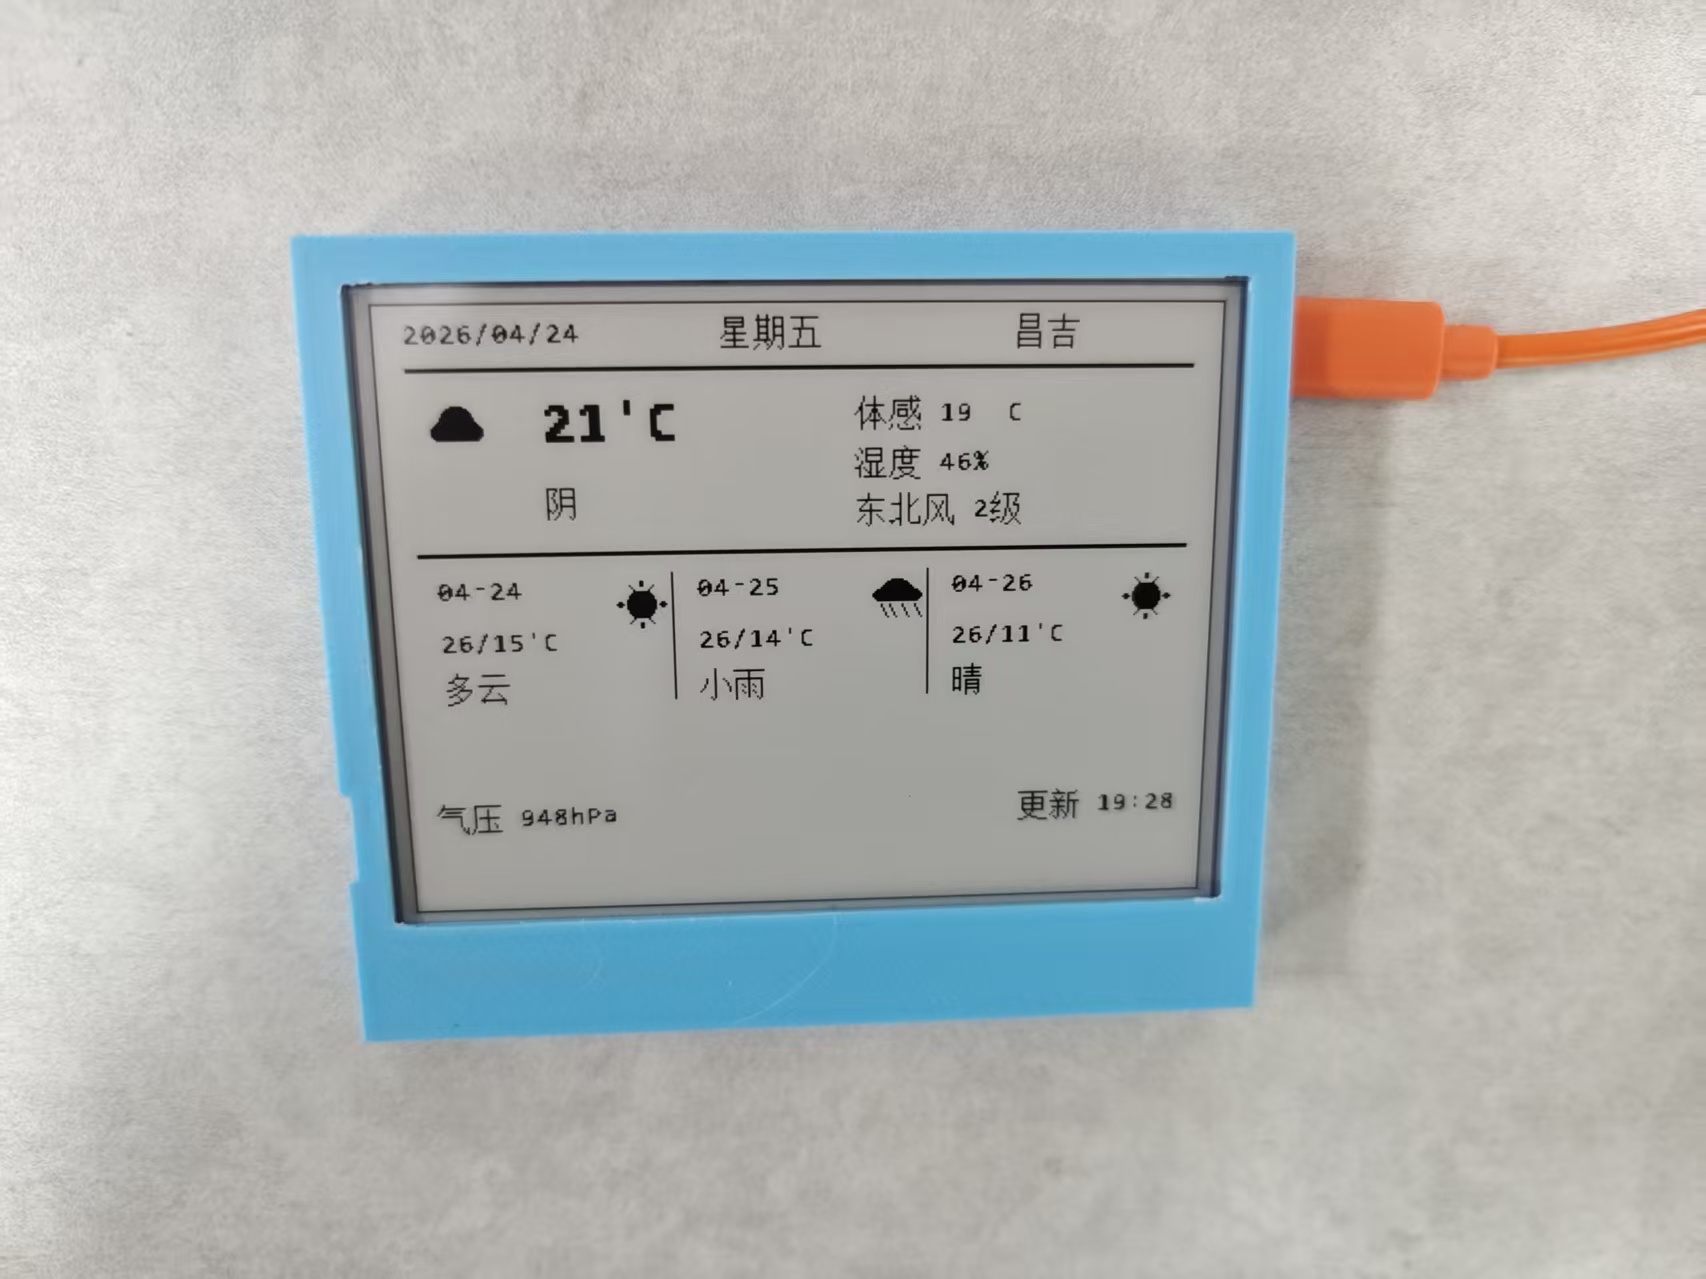 2026/04/24 星期五 昌吉
21'C
阴
体感 19 C
湿度 46%
东北风 2级
04-24
26/15'C
多云
04-25
26/14'C
小雨
04-26
26/11'C
晴
气压 948hPa
更新 19:28